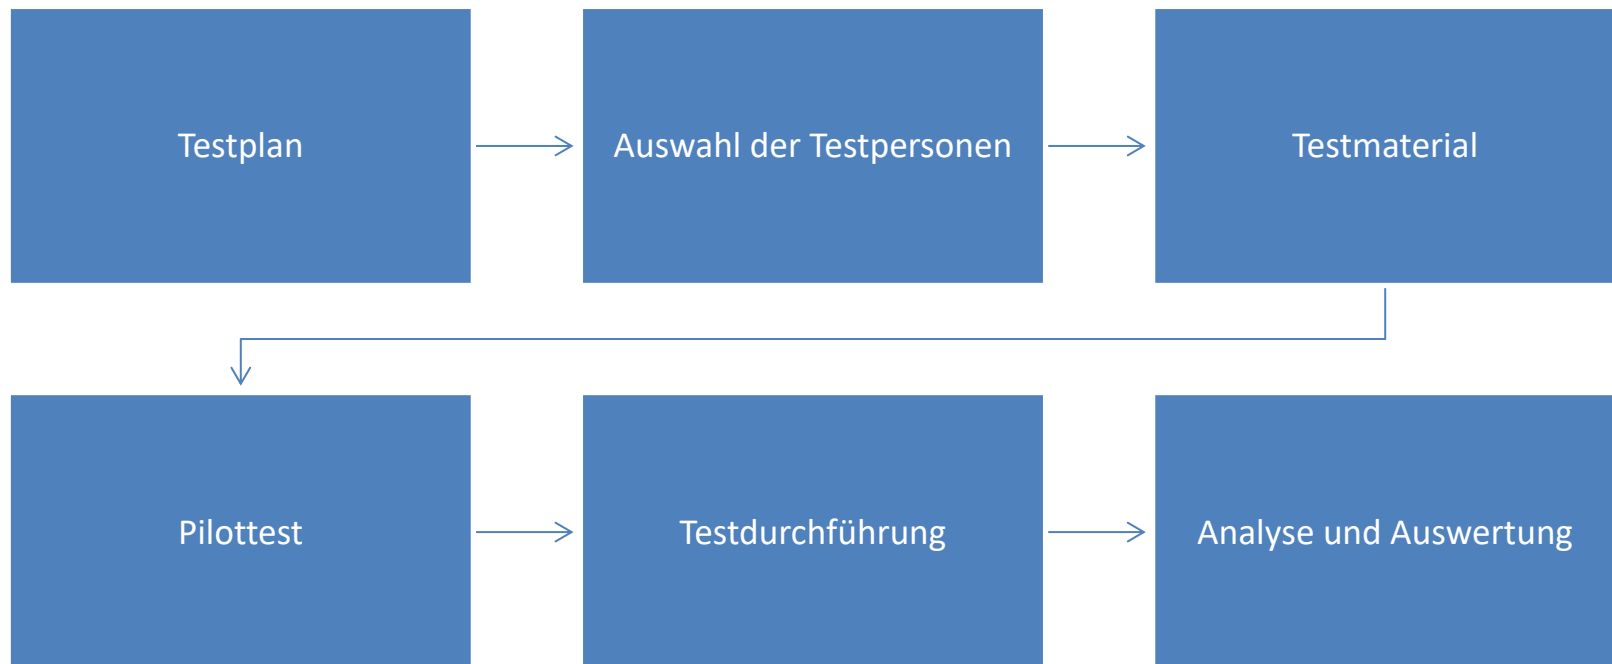 Testplan
Auswahl der Testpersonen
Testmaterial
Pilottest
Testdurchführung
Analyse und Auswertung